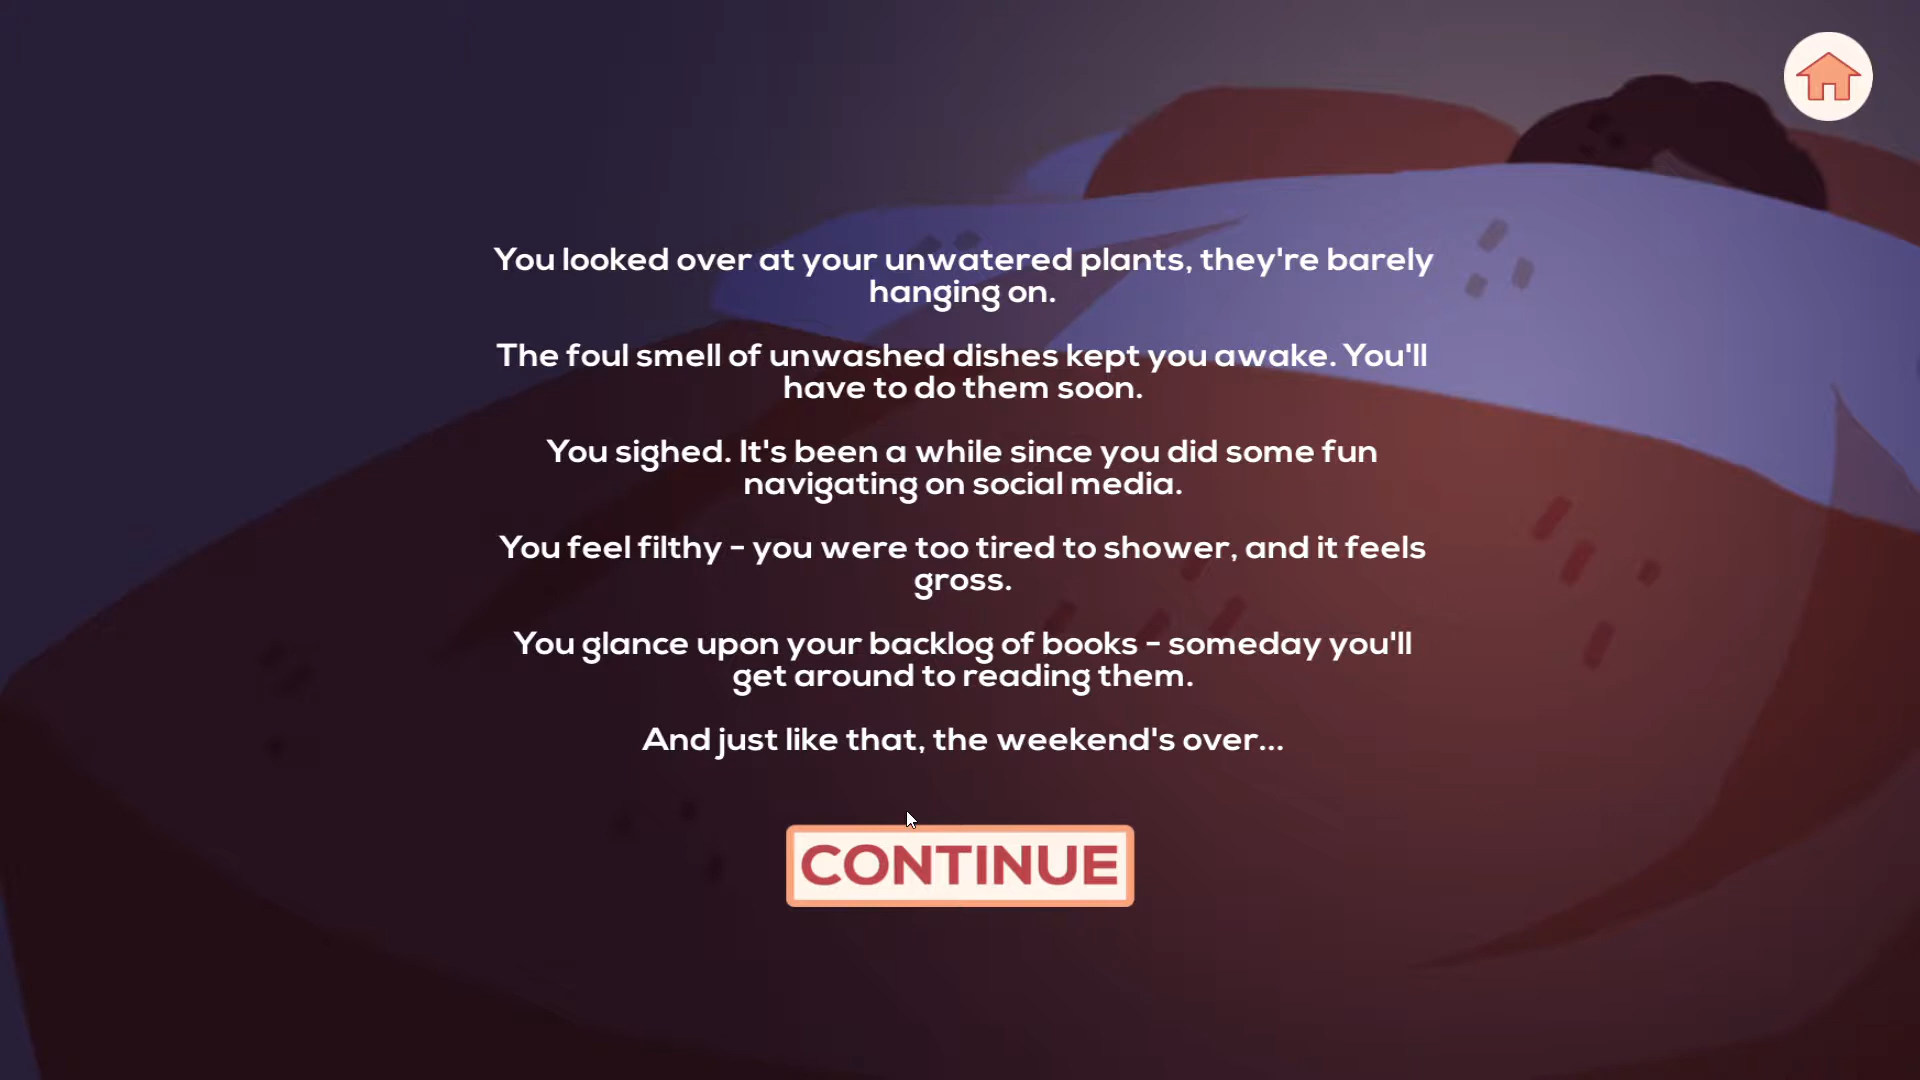 You looked over at your unwatered plants, they're barely
hanging on.
The foul smell of unwashed dishes kept you awake. You'll
have to do them soon.
You sighed. It's been a while since you did some fun
navigating on social media.
You feel filthy - you were too tired to shower, and it feels
gross.
You glance upon your backlog of books - someday you'll
get around to reading them.
And just like that, the weekend's over...
CONTINUE